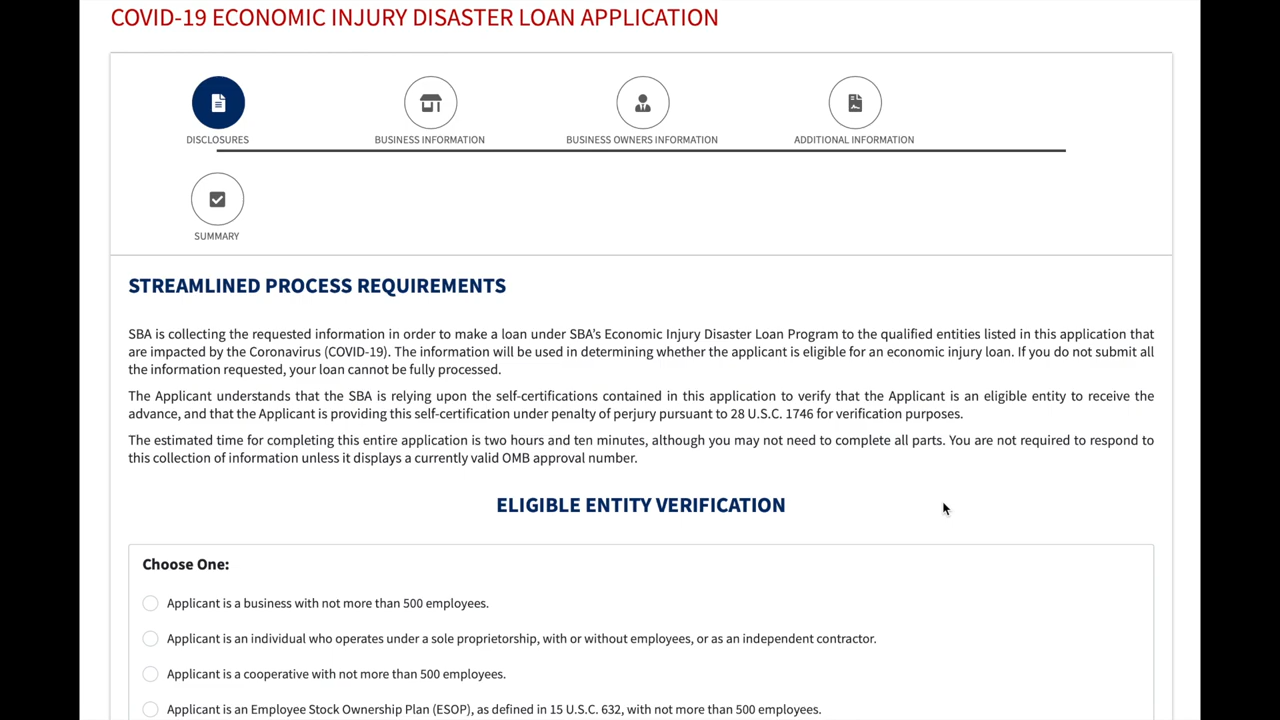 COVID-19 ECONOMIC INJURY DISASTER LOAN APPLICATION
DISCLOSURES
BUSINESS INFORMATION
BUSINESS OWNERS INFORMATION
ADDITIONAL INFORMATION
SUMMARY
STREAMLINED PROCESS REQUIREMENTS
SBA is collecting the requested information in order to make a loan under SBA's Economic Injury Disaster Loan Program to the qualified entities listed in this application that
are impacted by the Coronavirus (COVID-19). The information will be used in determining whether the applicant is eligible for an economic injury loan. If you do not submit all
the information requested, your loan cannot be fully processed.
The Applicant understands that the SBA is relying upon the self-certifications contained in this application to verify that the Applicant is an eligible entity to receive the
advance, and that the Applicant is providing this self-certification under penalty of perjury pursuant to 28 U.S.C. 1746 for verification purposes.
The estimated time for completing this entire application is two hours and ten minutes, although you may not need to complete all parts. You are not required to respond to
this collection of information unless it displays a currently valid OMB approval number.
ELIGIBLE ENTITY VERIFICATION
Choose One:
Applicant is a business with not more than 500 employees.
Applicant is an individual who operates under a sole proprietorship, with or without employees, or as an independent contractor.
Applicant is a cooperative with not more than 500 employees.
Applicant is an Employee Stock Ownership Plan (ESOP), as defined in 15 U.S.C. 632, with not more than 500 employees.